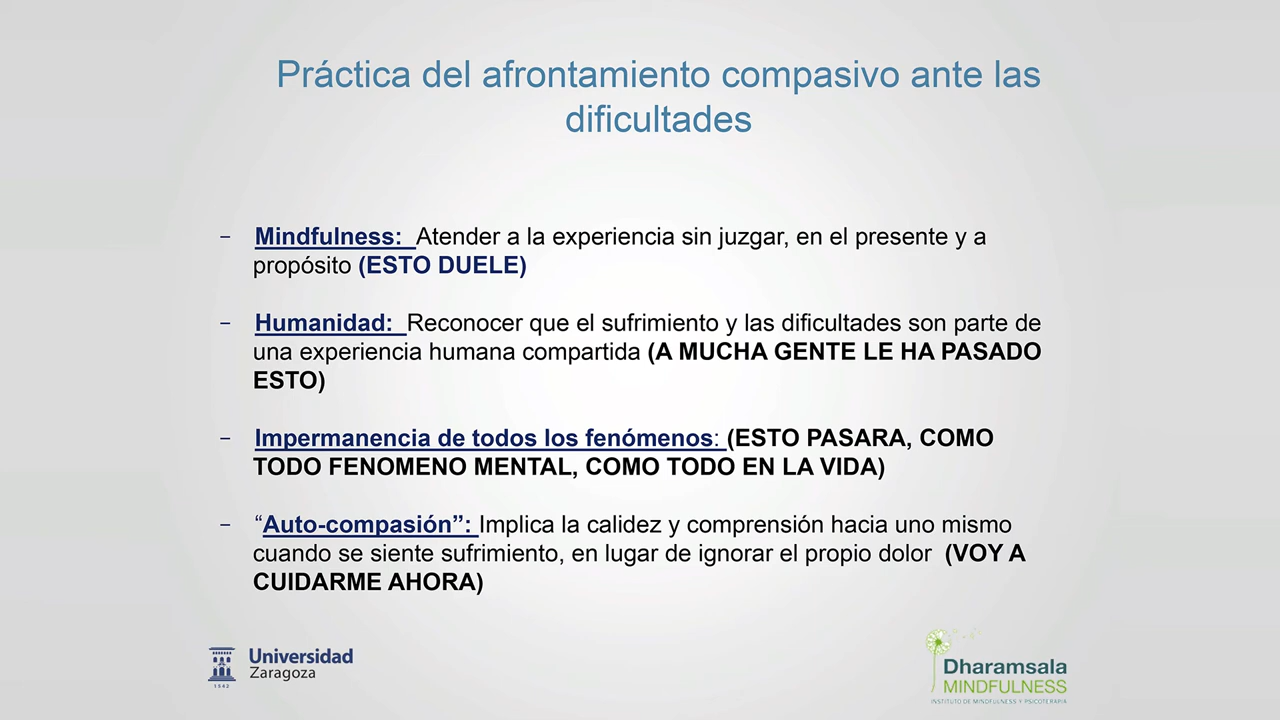 Práctica del afrontamiento compasivo ante las
dificultades
- Mindfulness: Atender a la experiencia sin juzgar, en el presente y a
propósito (ESTO DUELE)
- Humanidad: Reconocer que el sufrimiento y las dificultades son parte de
una experiencia humana compartida (A MUCHA GENTE LE HA PASADO
ESTO)
- Impermanencia de todos los fenómenos: (ESTO PASARA, COMO
TODO FENOMENO MENTAL, COMO TODO EN LA VIDA)
- “Auto-compasión”: Implica la calidez y comprensión hacia uno mismo
cuando se siente sufrimiento, en lugar de ignorar el propio dolor (VOY A
CUIDARME AHORA)
Universidad
Zaragoza
1542
Dharamsala
MINDFULNESS
INSTITUTO DE MINDFULNESS Y PSICOTERAPIA